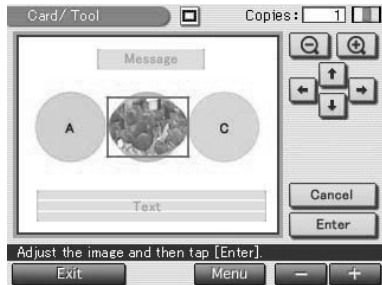 Card/Tool
Copies: 1
Message
A
C
Text
Cancel
Enter
Adjust the image and then tap [Enter].
Exit
Menu
－
＋